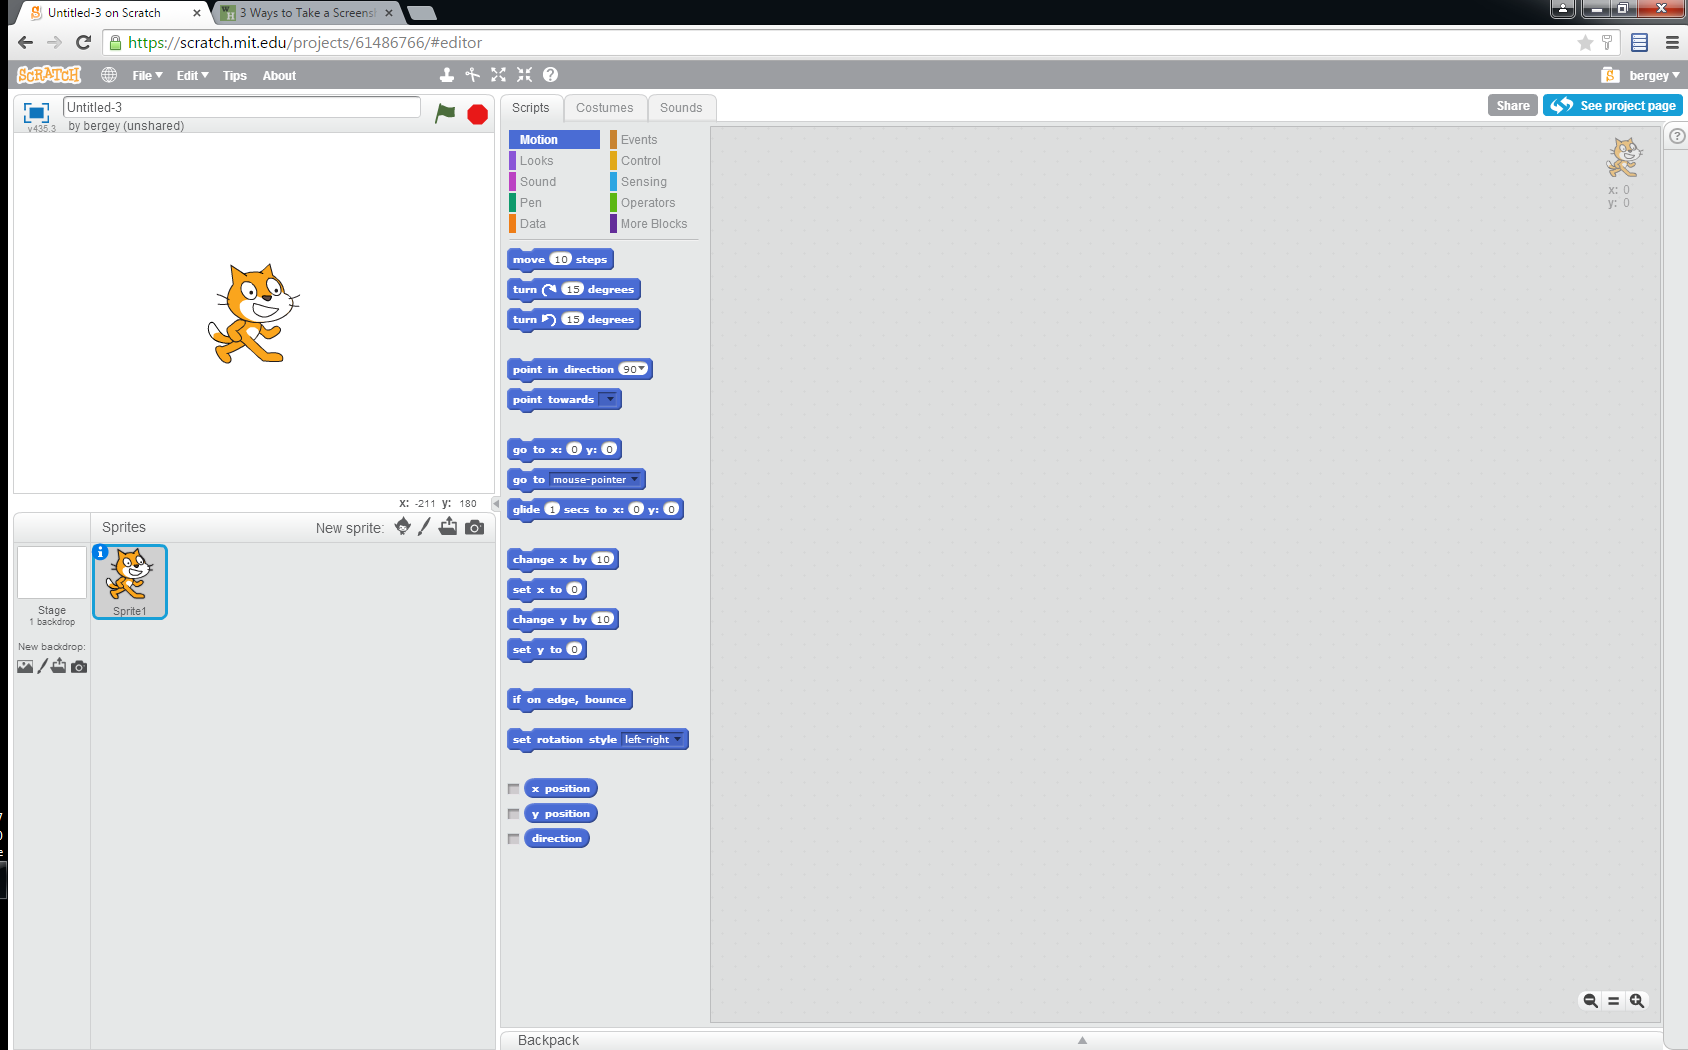 Untitled-3 on Scratch
3 Ways to Take a Screensh
https://scratch.mit.edu/projects/61486766/#editor
SCRATCH File Edit Tips About bergey
Untitled-3
by bergey (unshared)
v435.3
Scripts Costumes Sounds
Share See project page
Motion Events
Looks Control
Sound Sensing
Pen Operators
Data More Blocks
x: 0
y: 0
move 10 steps
turn 15 degrees
turn 15 degrees
point in direction 90
point towards
go to x: 0 y: 0
go to mouse-pointer
glide 1 secs to x: 0 y: 0
change x by 10
set x to 0
change y by 10
set y to 0
if on edge, bounce
set rotation style left-right
x position
y position
direction
x: -211 y: 180
Sprites New sprite:
Sprite1
Stage
1 backdrop
New backdrop:
Backpack